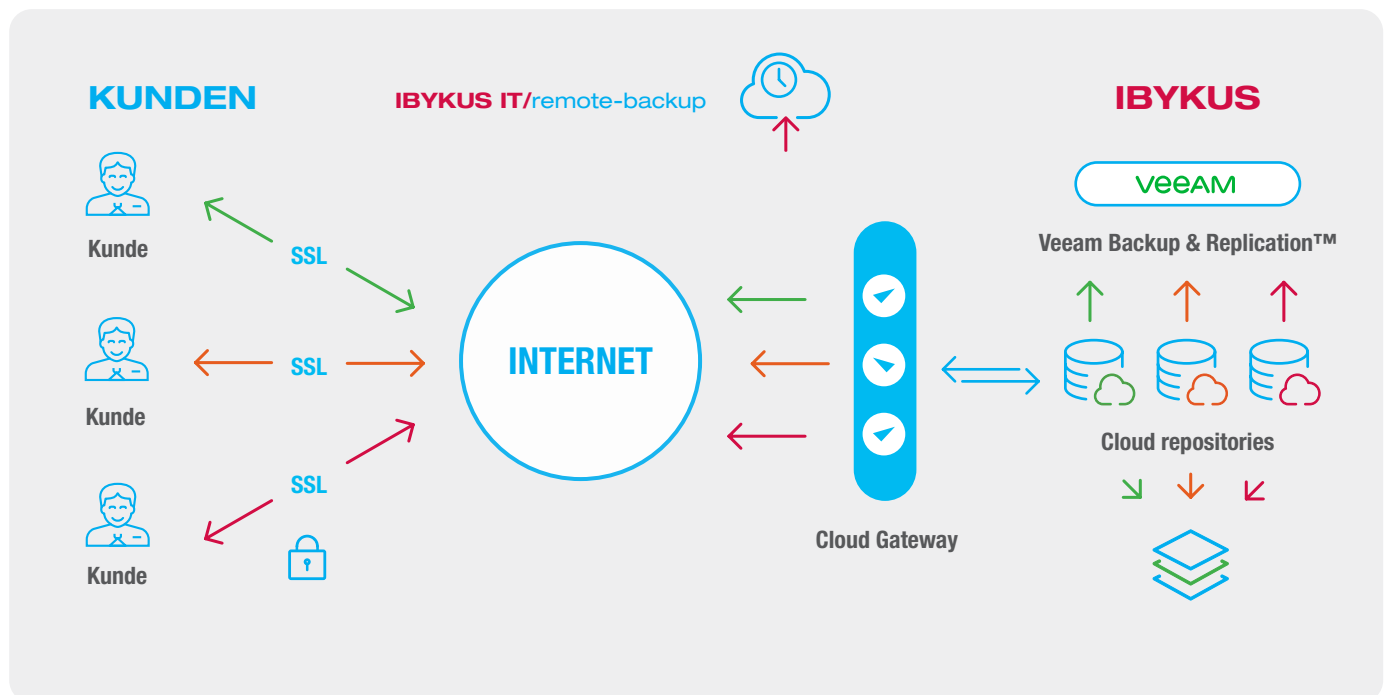 KUNDEN
IBYKUS IT/remote-backup
IBYKUS
veeAM
Veeam Backup & Replication™
Kunde
SSL
Kunde
SSL
INTERNET
Kunde
SSL
Cloud Gateway
Cloud repositories